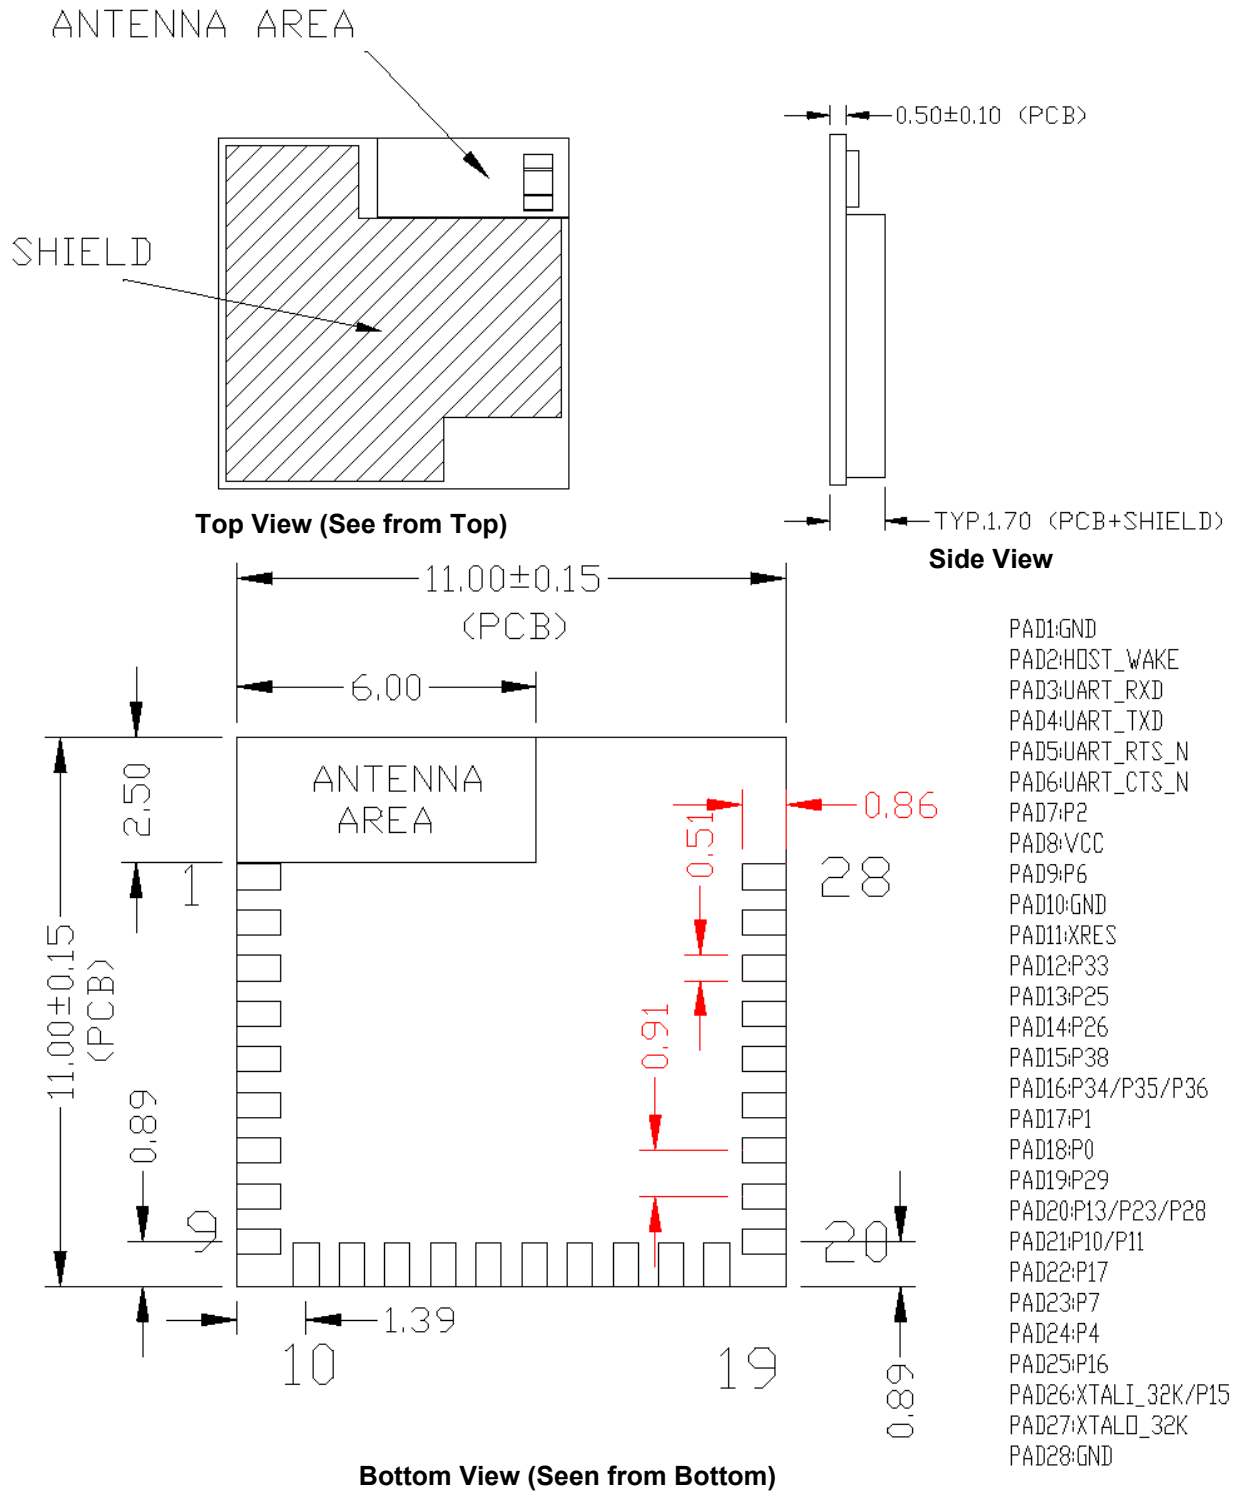 ANTENNA AREA
0.50±0.10 (PCB)
SHIELD
Top View (See from Top)
TYP.1.70 (PCB+SHIELD)
Side View
11.00±0.15
(PCB)
6.00
2.50
ANTENNA
AREA
0.51
0.86
1
28
11.00±0.15
(PCB)
0.91
0.89
9
20
1.39
10
19
0.89
Bottom View (Seen from Bottom)
PAD1:GND
PAD2:HOST_WAKE
PAD3:UART_RXD
PAD4:UART_TXD
PAD5:UART_RTS_N
PAD6:UART_CTS_N
PAD7:P2
PAD8:VCC
PAD9:P6
PAD10:GND
PAD11:XRES
PAD12:P33
PAD13:P25
PAD14:P26
PAD15:P38
PAD16:P34/P35/P36
PAD17:P1
PAD18:P0
PAD19:P29
PAD20:P13/P23/P28
PAD21:P10/P11
PAD22:P17
PAD23:P7
PAD24:P4
PAD25:P16
PAD26:XTALI_32K/P15
PAD27:XTALO_32K
PAD28:GND